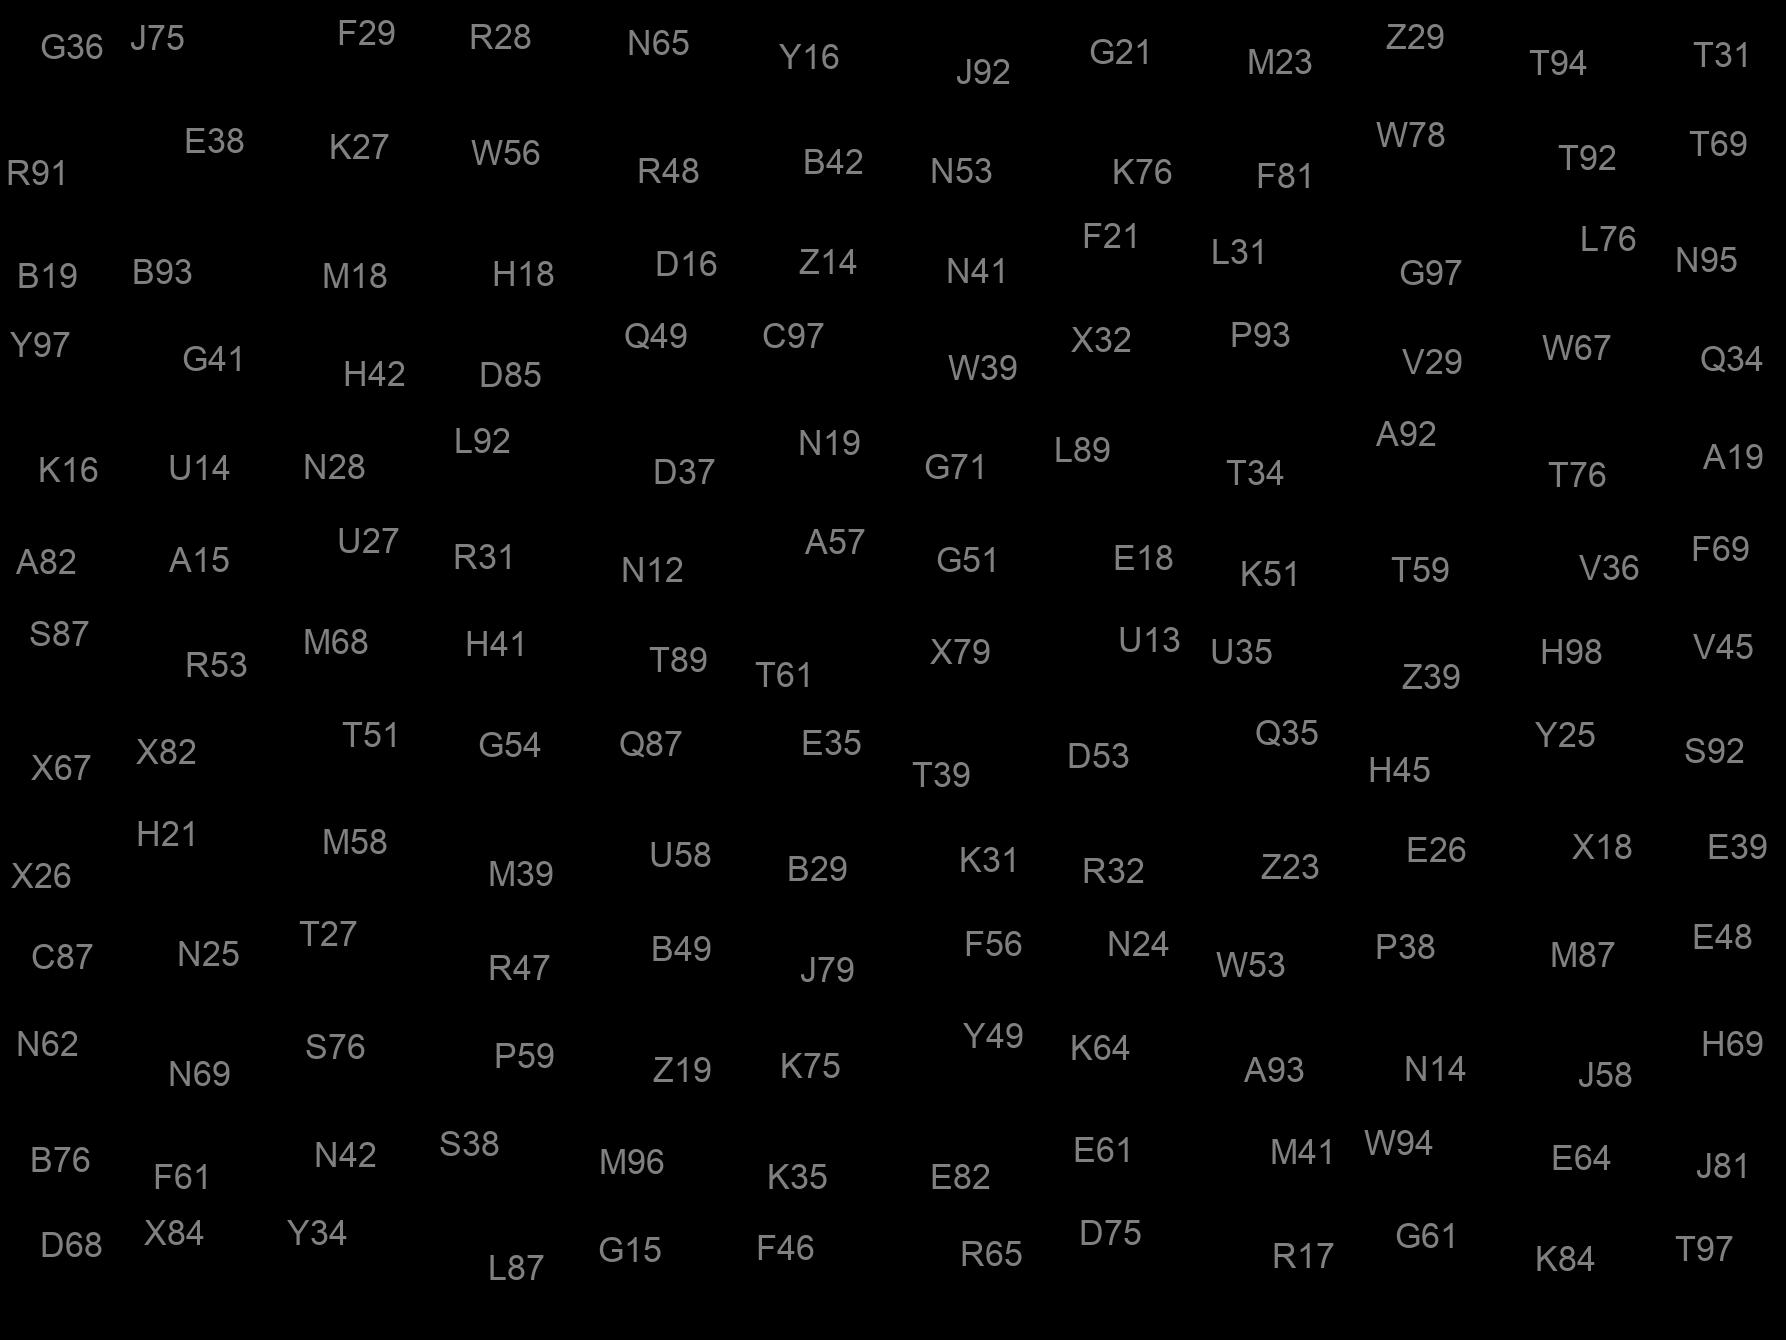 G36 J75 F29 R28 N65 Y16 J92 G21 M23 Z29 T94 T31
R91 E38 K27 W56 R48 B42 N53 K76 F81 W78 T92 T69
B19 B93 M18 H18 D16 Z14 N41 F21 L31 G97 L76 N95
Y97 G41 H42 D85 Q49 C97 W39 X32 P93 V29 W67 Q34
K16 U14 N28 L92 D37 N19 G71 L89 T34 A92 T76 A19
A82 A15 U27 R31 N12 A57 G51 E18 K51 T59 V36 F69
S87 R53 M68 H41 T89 T61 X79 U13 U35 Z39 H98 V45
X67 X82 T51 G54 Q87 E35 T39 D53 Q35 H45 Y25 S92
X26 H21 M58 M39 U58 B29 K31 R32 Z23 E26 X18 E39
C87 N25 T27 R47 B49 J79 F56 N24 W53 P38 M87 E48
N62 N69 S76 P59 Z19 K75 Y49 K64 A93 N14 J58 H69
B76 F61 N42 S38 M96 K35 E82 E61 M41 W94 E64 J81
D68 X84 Y34 L87 G15 F46 R65 D75 R17 G61 K84 T97